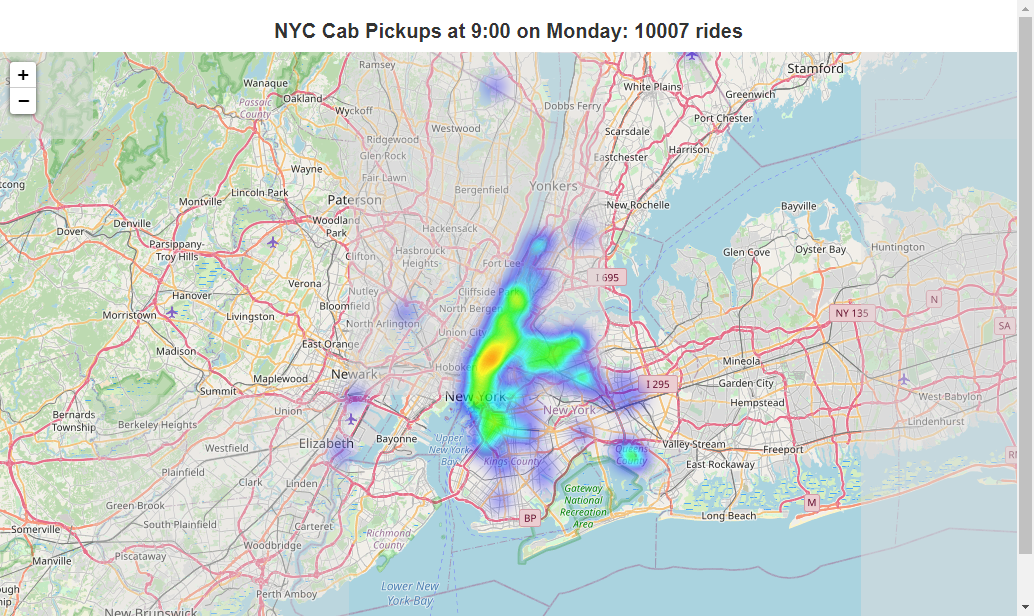 NYC Cab Pickups at 9:00 on Monday: 10007 rides
+
−
Ramsey
Stamford
White Plains
Wanaque
Greenwich
Oakland
Passaic
County
Wyckoff
Dobbs Ferry
Port Chester
Westwood
Scarsdale
Ridgewood
Harrison
Glen Rock
Eastchester
Wayne
Fair Lawn
Yonkers
Lincoln Park
Bergenfield
Montville
Paterson
New Rochelle
Bayville
Woodland
Park
Denville
Dover
Hackensack
Parsippany-
Troy Hills
Huntington
Oyster Bay
Glen Cove
Hasbrouck
Heights
Clifton
Fort Lee
I 695
Verona
Nutley
Cliffside Park
Hanover
Bloomfield
North Bergen
N
NY 135
Morristown
Livingston
North Arlington
SA
Union City
East Orange
Madison
Mineola
Hoboken
Newark
Maplewood
I 295
Garden City
Summit
New York
West Babylon
Hempstead
Union
New York
Bernards
Township
Berkeley Heights
Lindenhurst
Elizabeth
Bayonne
Upper
New York
Bay
Valley Stream
Freeport
Westfield
Queens
County
Kings County
East Rockaway
Plainfield
Clark
Linden
Gateway
National
Recreation
Area
M
Green Brook
Long Beach
BP
South Plainfield
Somerville
Carteret
Richmond
County
Woodbridge
Piscataway
Manville
Lower New
York Bay
Perth Amboy
New Brunswick